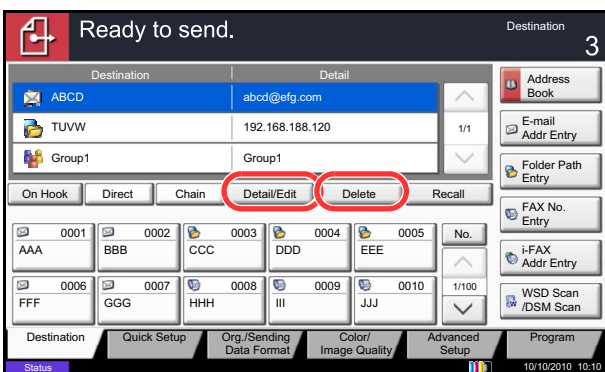 Ready to send.
Destination
3
Destination Detail
ABCD abcd@efg.com
TUVW 192.168.188.120 1/1
Group1 Group1
Address
Book
E-mail
Addr Entry
Folder Path
Entry
FAX No.
Entry
i-FAX
Addr Entry
WSD Scan
/DSM Scan
On Hook Direct Chain Detail/Edit Delete Recall
0001 0002 0003 0004 0005 No.
AAA BBB CCC DDD EEE
0006 0007 0008 0009 0010 1/100
FFF GGG HHH III JJJ
Destination Quick Setup Org./Sending
Data Format Color/
Image Quality Advanced
Setup Program
Status 10/10/2010 10:10